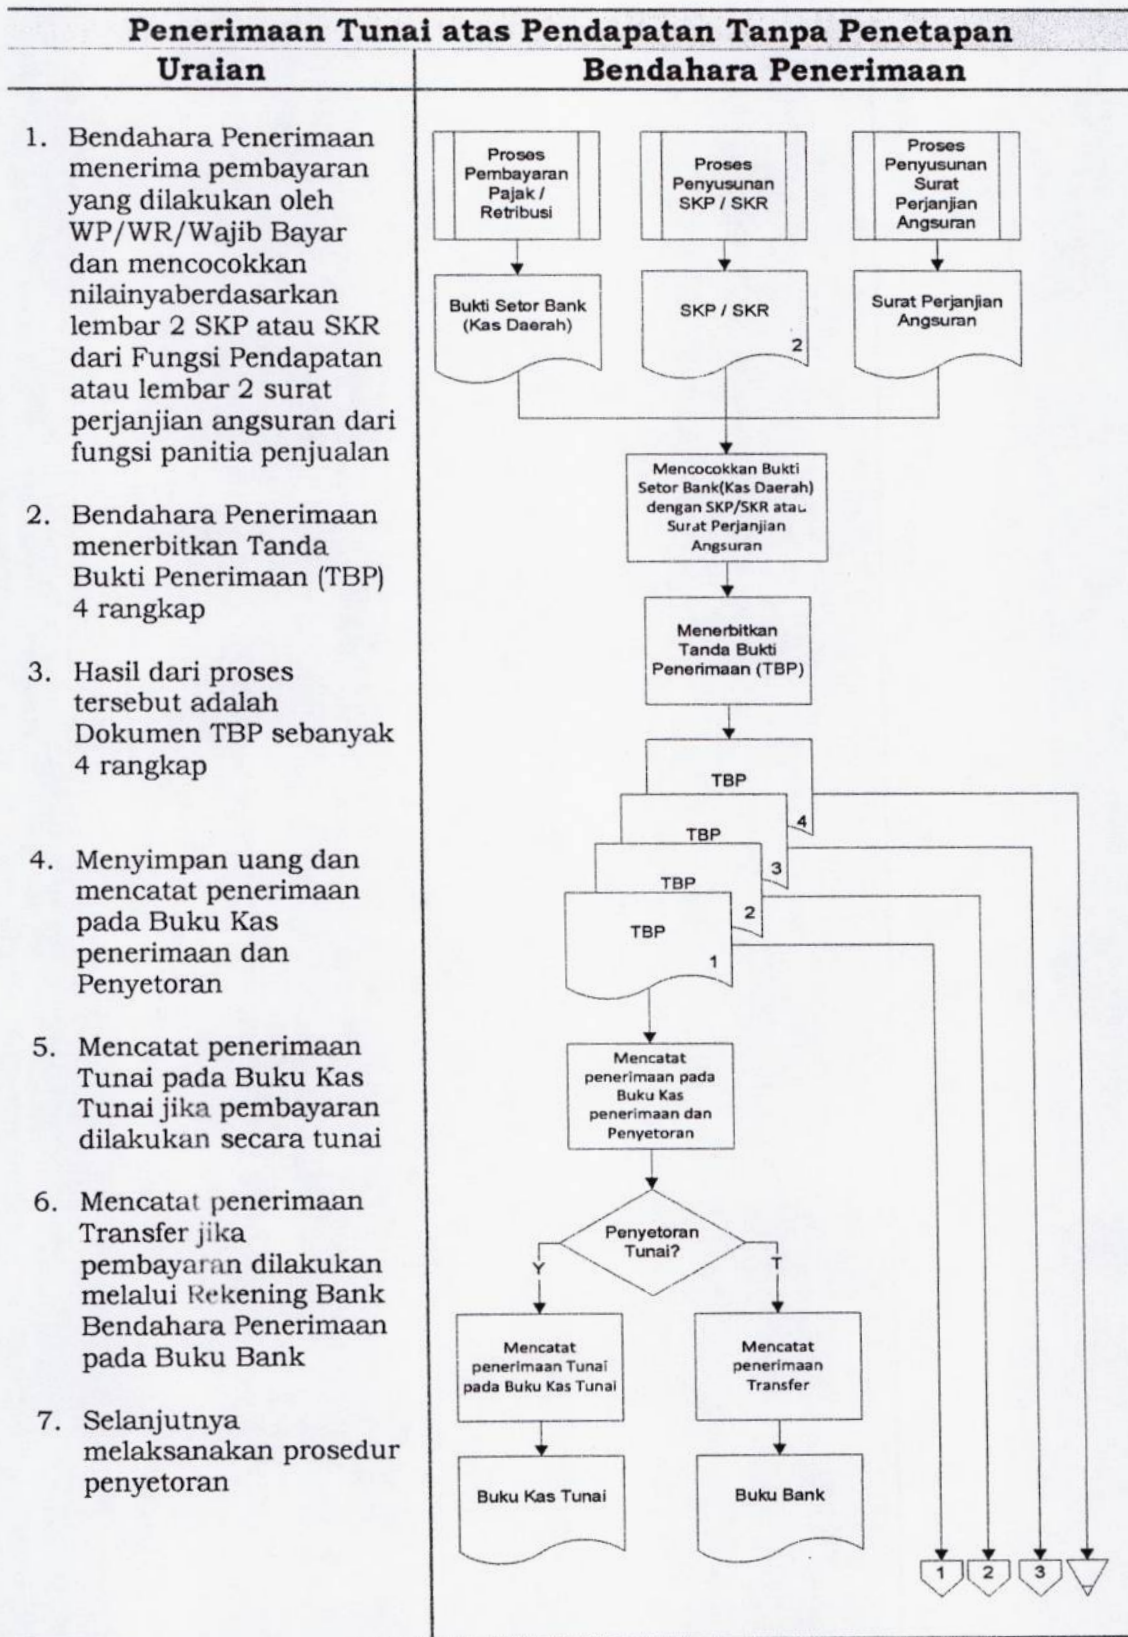 Penerimaan Tunai atas Pendapatan Tanpa Penetapan
Uraian
Bendahara Penerimaan
1. Bendahara Penerimaan
menerima pembayaran
yang dilakukan oleh
WP/WR/Wajib Bayar
dan mencocokkan
nilainyaberdasarkan
lembar 2 SKP atau SKR
dari Fungsi Pendapatan
atau lembar 2 surat
perjanjian angsuran dari
fungsi panitia penjualan
2. Bendahara Penerimaan
menerbitkan Tanda
Bukti Penerimaan (TBP)
4 rangkap
3. Hasil dari proses
tersebut adalah
Dokumen TBP sebanyak
4 rangkap
4. Menyimpan uang dan
mencatat penerimaan
pada Buku Kas
penerimaan dan
Penyetoran
5. Mencatat penerimaan
Tunai pada Buku Kas
Tunai jika pembayaran
dilakukan secara tunai
6. Mencatat penerimaan
Transfer jika
pembayaran dilakukan
melalui Rekening Bank
Bendahara Penerimaan
pada Buku Bank
7. Selanjutnya
melaksanakan prosedur
penyetoran
Proses
Pembayaran
Pajak /
Retribusi
Proses
Penyusunan
SKP / SKR
Proses
Penyusunan
Surat
Perjanjian
Angsuran
Bukti Setor Bank
(Kas Daerah)
SKP / SKR
2
Surat Perjanjian
Angsuran
Mencocokkan Bukti
Setor Bank(Kas Daerah)
dengan SKP/SKR atau
Surat Perjanjian
Angsuran
Menerbitkan
Tanda Bukti
Penerimaan (TBP)
TBP
4
TBP
3
TBP
2
TBP
1
Mencatat
penerimaan pada
Buku Kas
penerimaan dan
Penyetoran
Penyetoran
Tunai?
Y
T
Mencatat
penerimaan Tunai
pada Buku Kas Tunai
Mencatat
penerimaan
Transfer
Buku Kas Tunai
Buku Bank
1
2
3